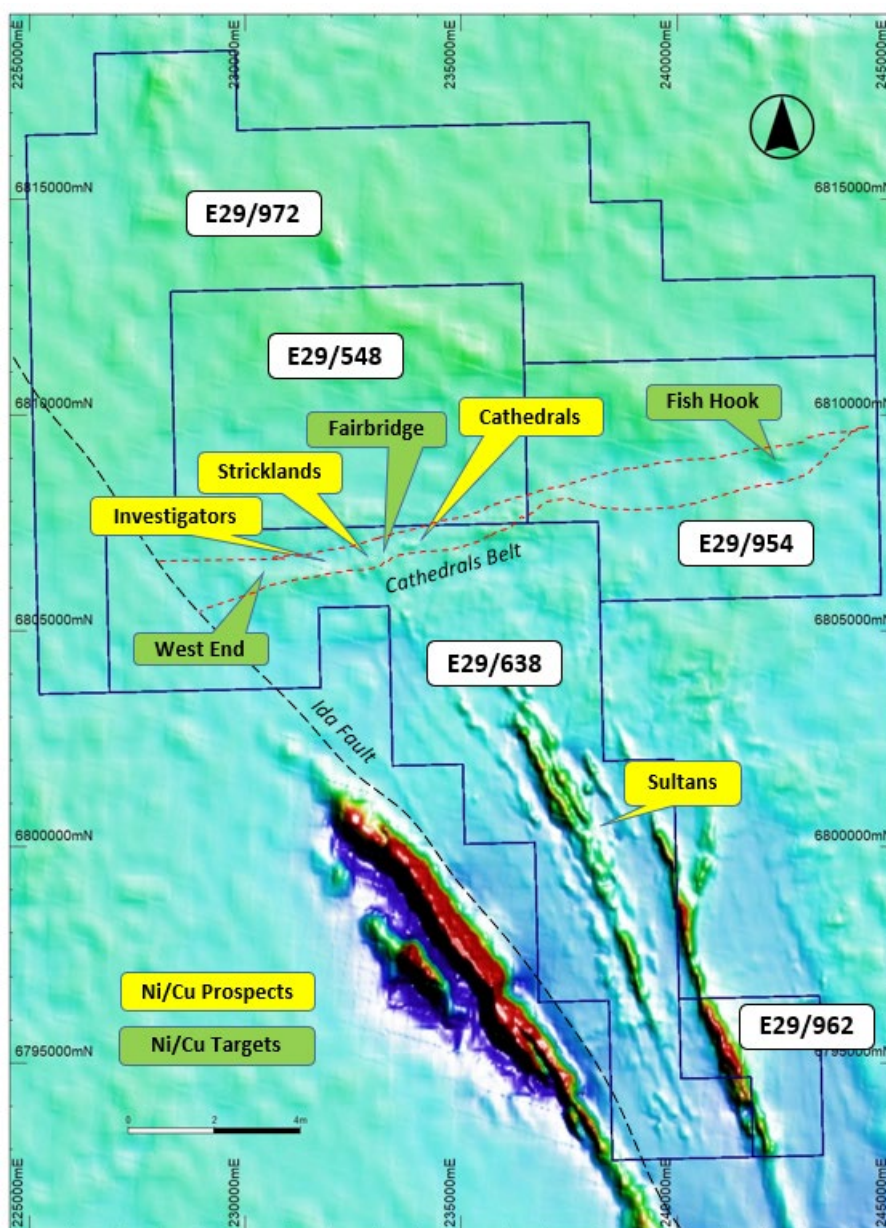 225000mE
230000mE
235000mE
240000mE
245000mE
6815000mN
6815000mN
E29/972
E29/548
Fish Hook
Cathedrals
6810000mN
6810000mN
Fairbridge
Stricklands
Investigators
E29/954
Cathedrals Belt
6805000mN
6805000mN
West End
E29/638
Ida Fault
Sultans
6800000mN
6800000mN
Ni/Cu Prospects
E29/962
Ni/Cu Targets
6795000mN
6795000mN
0 2 4m
225000mE
230000mE
235000mE
240000mE
245000mE